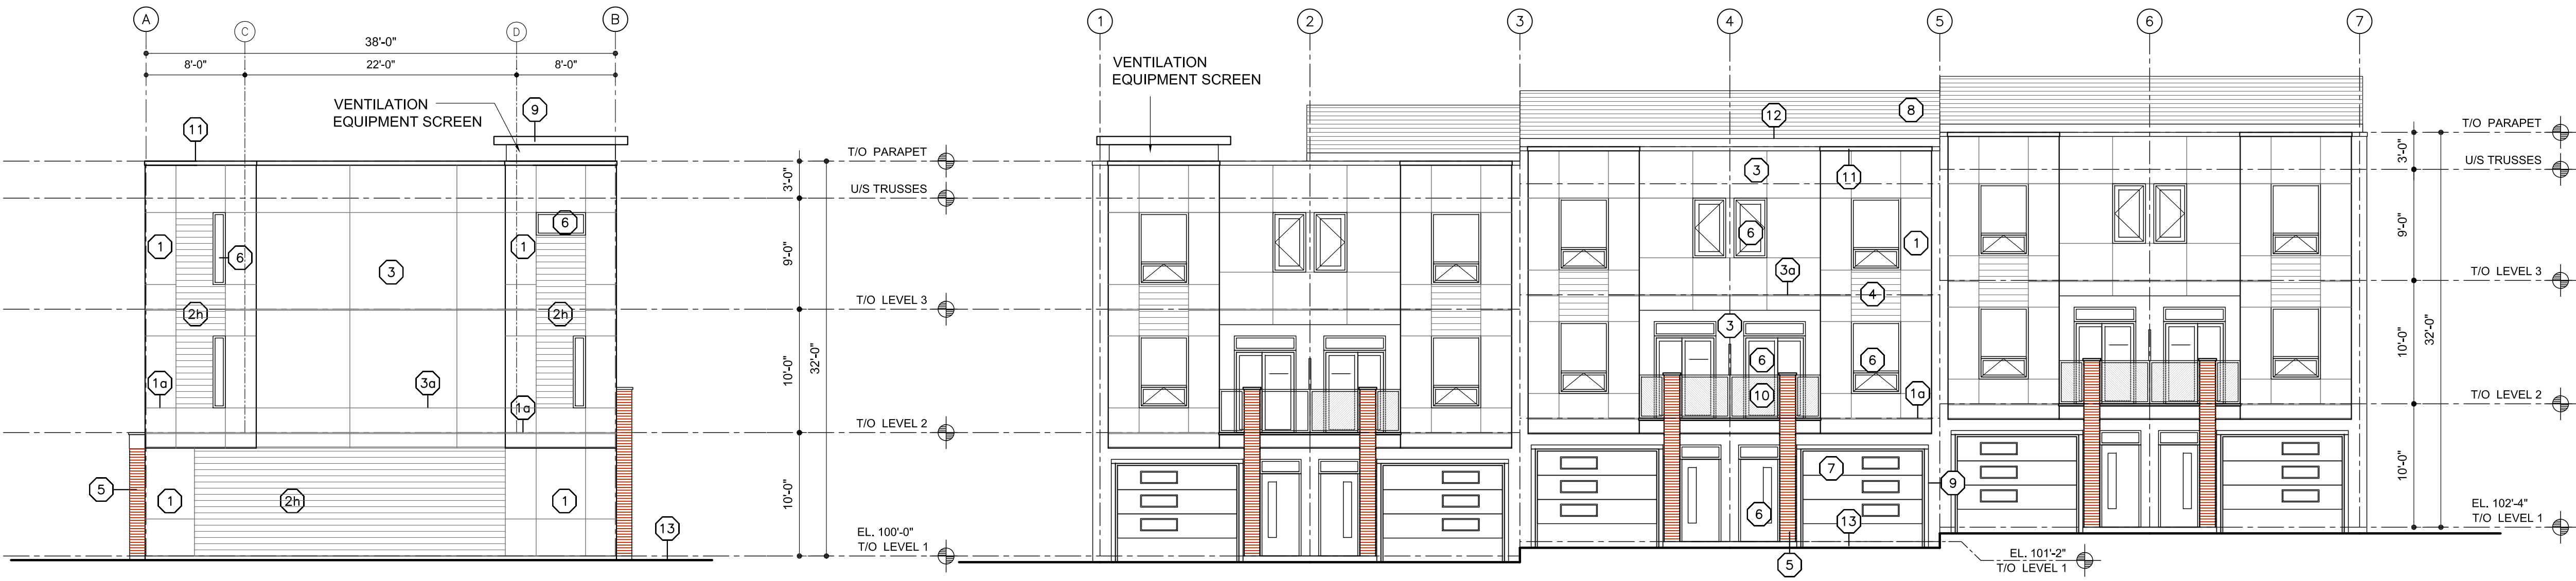 A
C
D
B
38'-0"
8'-0"
22'-0"
8'-0"
VENTILATION
EQUIPMENT SCREEN
9
11
1
6
1
6
3
2h
2h
1a
3a
1a
5
1
2h
1
13
T/O PARAPET
U/S TRUSSES
T/O LEVEL 3
T/O LEVEL 2
EL. 100'-0"
T/O LEVEL 1
3'-0"
9'-0"
10'-0"
10'-0"
32'-0"
1
2
3
4
5
6
7
VENTILATION
EQUIPMENT SCREEN
12
8
3
11
6
1
3a
4
3
6
6
10
1a
7
9
6
13
5
EL. 101'-2"
T/O LEVEL 1
T/O PARAPET
U/S TRUSSES
T/O LEVEL 3
T/O LEVEL 2
EL. 102'-4"
T/O LEVEL 1
3'-0"
9'-0"
10'-0"
10'-0"
32'-0"